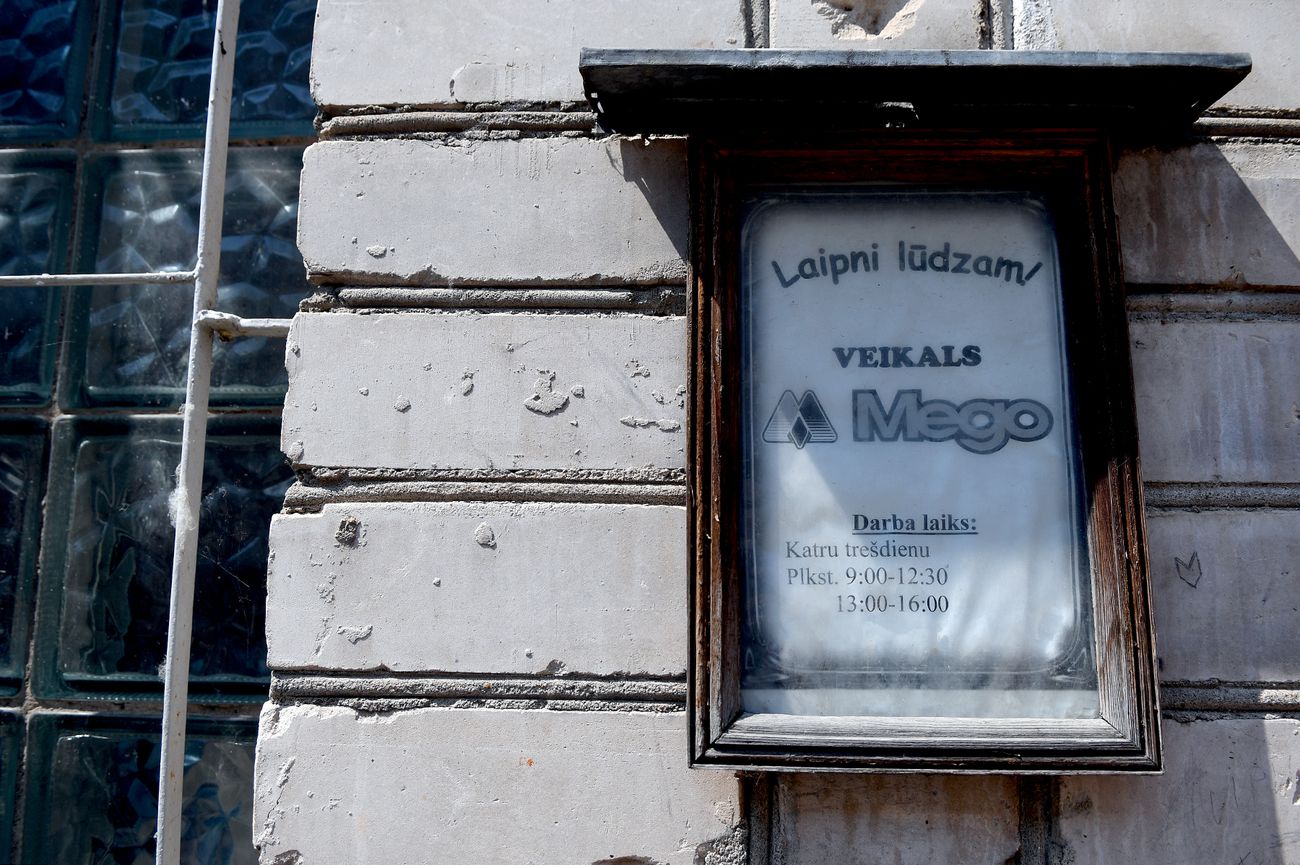 Laipni lūdzam!
VEIKALS
Mego
Darba laiks:
Katru trešdienu
Plkst. 9:00-12:30
13:00-16:00